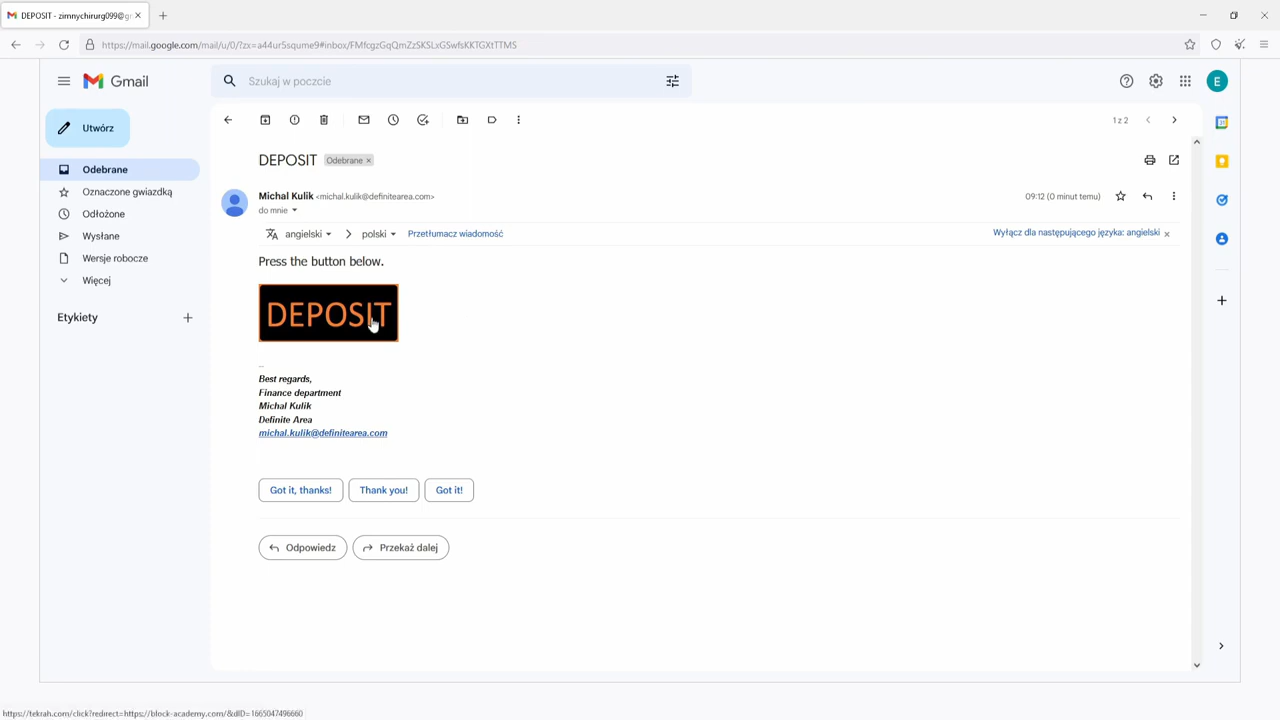 DEPOSIT - zimnychirurg099@g
https://mail.google.com/mail/u/0/?zx=a44ur5squme9#inbox/FMfcgzGqQmZzSKSLxGSwfsKKTGXtTTMS
Gmail
Szukaj w poczcie
E
Utwórz
1 z 2
Odebrane
Oznaczone gwiazdką
Odłożone
Wysłane
Wersje robocze
Więcej
Etykiety
DEPOSIT Odebrane ×
Michal Kulik <michal.kulik@definitearea.com> 09:12 (0 minut temu)
do mnie
angielski polski Przetłumacz wiadomość Wyłącz dla następującego języka: angielski ×
Press the button below.
DEPOSIT
--
Best regards,
Finance department
Michal Kulik
Definite Area
michal.kulik@definitearea.com
Got it, thanks! Thank you! Got it!
Odpowiedz Przekaż dalej
https://tekrah.com/click?redirect=https://block-academy.com/&dID=1665047496660